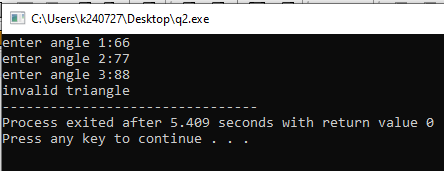 C:\Users\k240727\Desktop\q2.exe
enter angle 1:66
enter angle 2:77
enter angle 3:88
invalid triangle
--------------------------------
Process exited after 5.409 seconds with return value 0
Press any key to continue . . .